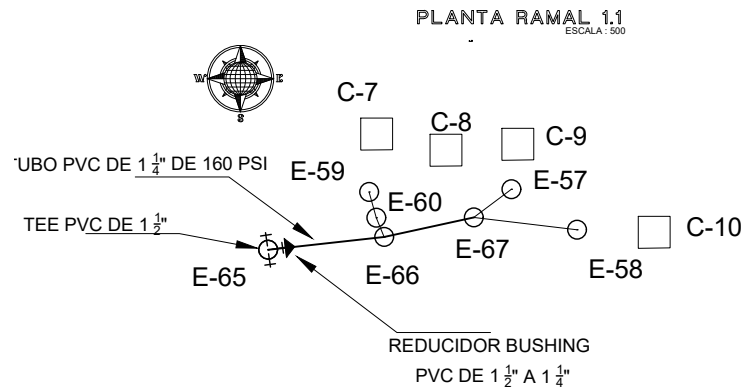 PLANTA RAMAL 1.1
ESCALA : 500
W
E
S
C-7
C-8
C-9
UBO PVC DE 1 1/4" DE 160 PSI
E-59
E-57
E-60
TEE PVC DE 1 1/2"
E-67
C-10
E-65
E-66
E-58
REDUCIDOR BUSHING
PVC DE 1 1/2" A 1 1/4"